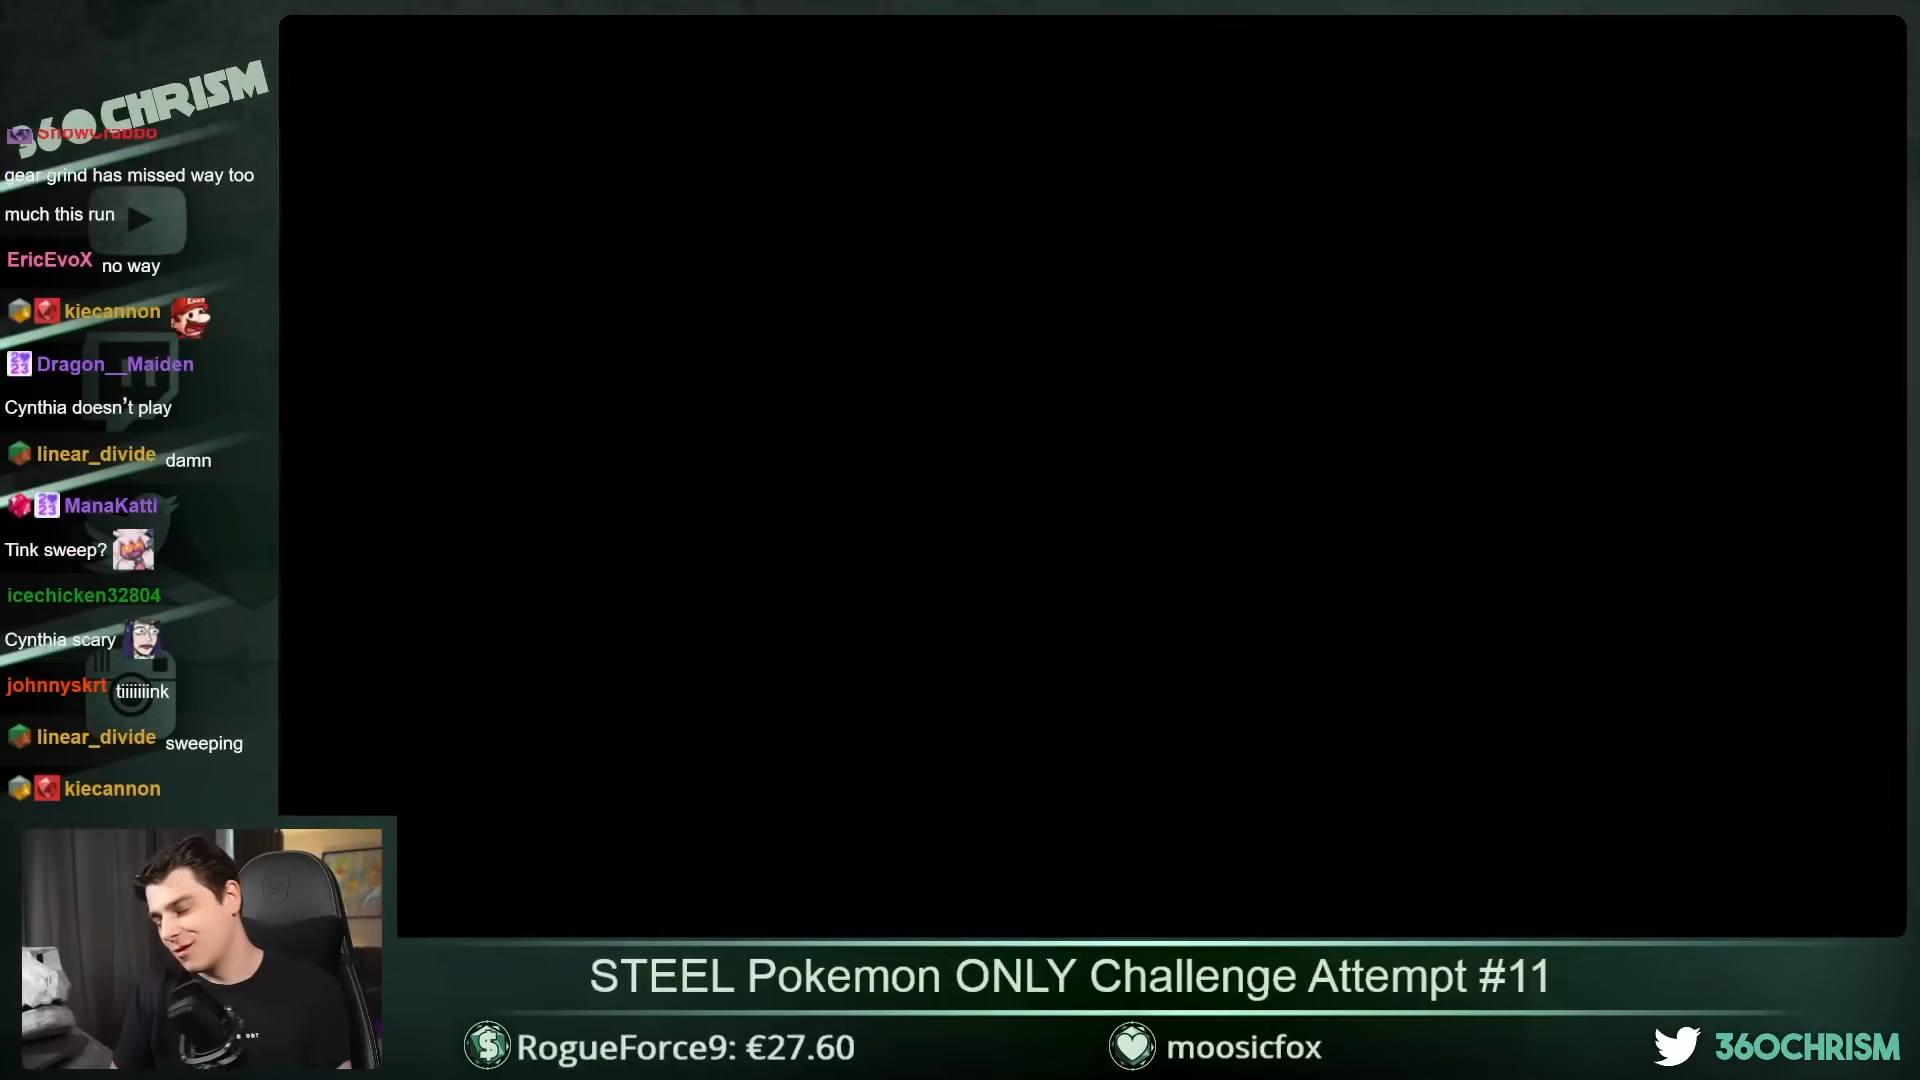 360CHRISM
SnowCrabbo
gear grind has missed way too
much this run
EricEvoX no way
kiecannon
Dragon__Maiden
Cynthia doesn't play
linear_divide damn
ManaKattl
Tink sweep?
icechicken32804
Cynthia scary
johnnyskrt tiiiiiiink
linear_divide sweeping
kiecannon
STEEL Pokemon ONLY Challenge Attempt #11
RogueForce9: €27.60
moosicfox
360CHRISM